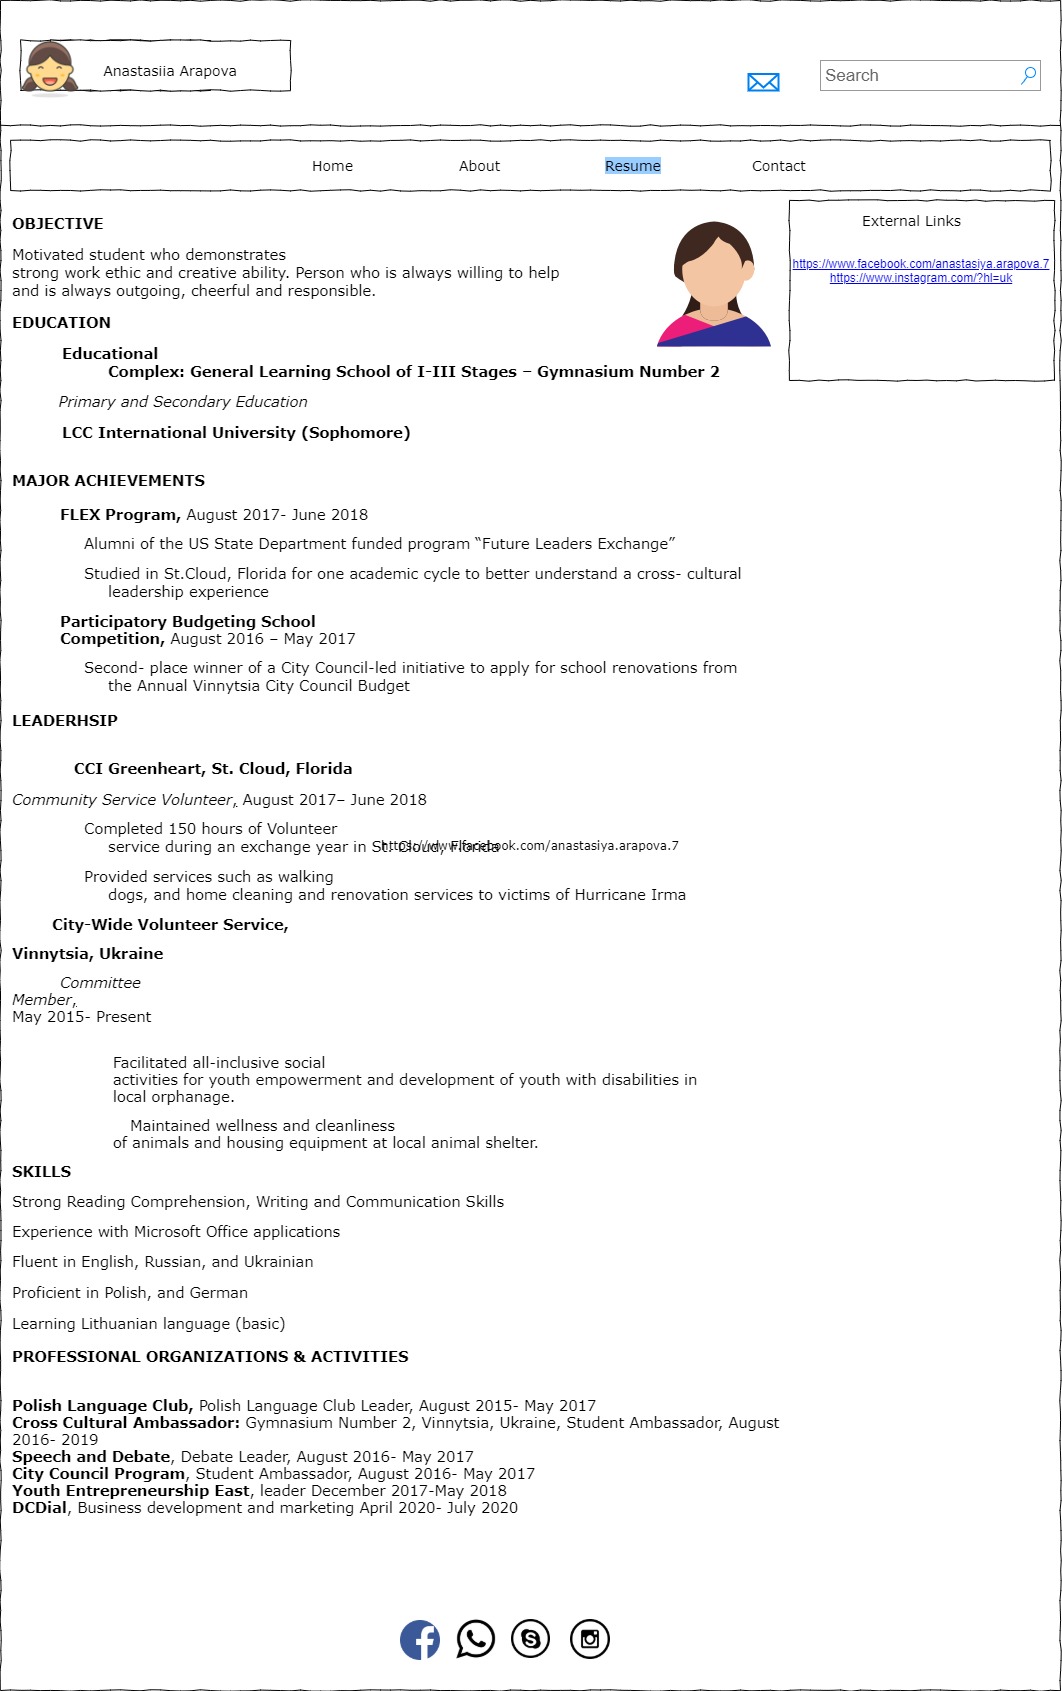 Anastasiia Arapova
Search
Home About Resume Contact
External Links
https://www.facebook.com/anastasiya.arapova.7
https://www.instagram.com/?hl=uk
OBJECTIVE
Motivated student who demonstrates
strong work ethic and creative ability. Person who is always willing to help
and is always outgoing, cheerful and responsible.
EDUCATION
Educational
Complex: General Learning School of I-III Stages – Gymnasium Number 2
Primary and Secondary Education
LCC International University (Sophomore)
MAJOR ACHIEVEMENTS
FLEX Program, August 2017- June 2018
Alumni of the US State Department funded program “Future Leaders Exchange”
Studied in St.Cloud, Florida for one academic cycle to better understand a cross- cultural
leadership experience
Participatory Budgeting School
Competition, August 2016 – May 2017
Second- place winner of a City Council-led initiative to apply for school renovations from
the Annual Vinnytsia City Council Budget
LEADERHSIP
CCI Greenheart, St. Cloud, Florida
Community Service Volunteer, August 2017– June 2018
Completed 150 hours of Volunteer
service during an exchange year in St. Cloud, Florida
https://www.facebook.com/anastasiya.arapova.7
Provided services such as walking
dogs, and home cleaning and renovation services to victims of Hurricane Irma
City-Wide Volunteer Service,
Vinnytsia, Ukraine
Committee
Member,
May 2015- Present
Facilitated all-inclusive social
activities for youth empowerment and development of youth with disabilities in
local orphanage.
Maintained wellness and cleanliness
of animals and housing equipment at local animal shelter.
SKILLS
Strong Reading Comprehension, Writing and Communication Skills
Experience with Microsoft Office applications
Fluent in English, Russian, and Ukrainian
Proficient in Polish, and German
Learning Lithuanian language (basic)
PROFESSIONAL ORGANIZATIONS & ACTIVITIES
Polish Language Club, Polish Language Club Leader, August 2015- May 2017
Cross Cultural Ambassador: Gymnasium Number 2, Vinnytsia, Ukraine, Student Ambassador, August
2016- 2019
Speech and Debate, Debate Leader, August 2016- May 2017
City Council Program, Student Ambassador, August 2016- May 2017
Youth Entrepreneurship East, leader December 2017-May 2018
DCDial, Business development and marketing April 2020- July 2020